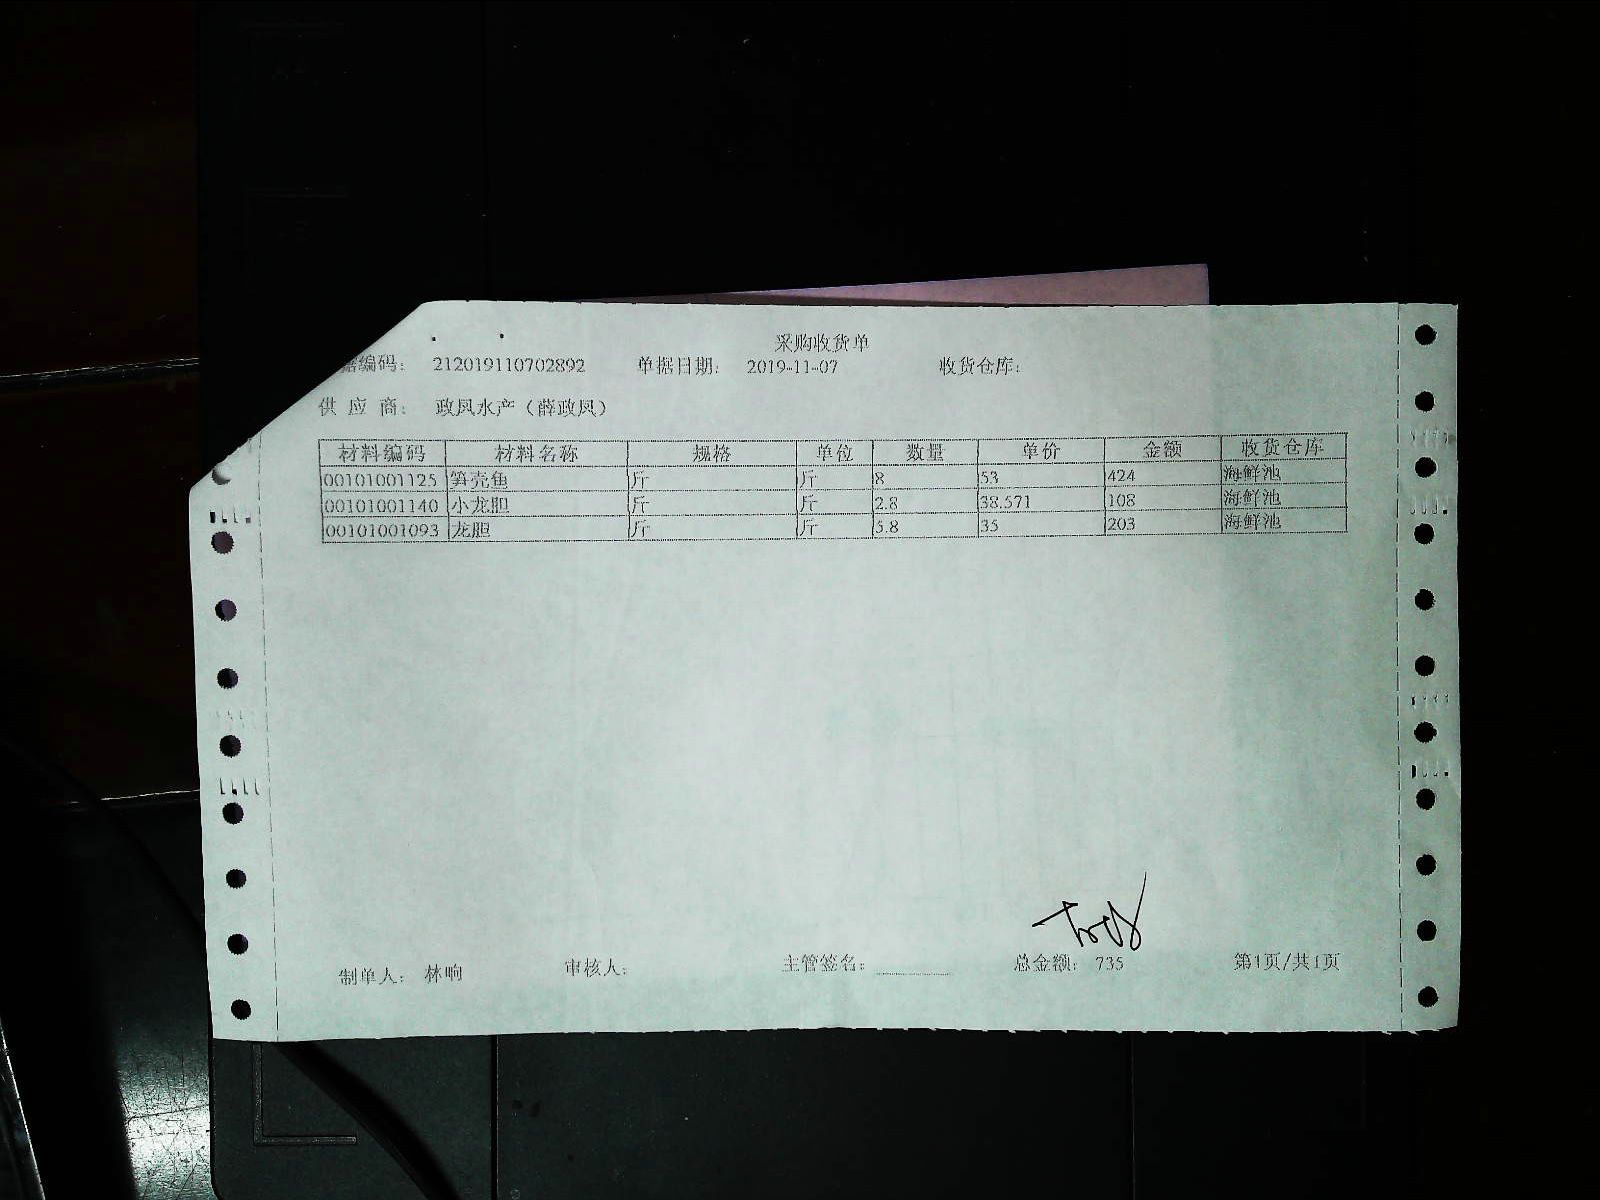 采购收货单
据编码: 212019110702892 单据日期: 2019-11-07 收货仓库:
供 应 商: 政凤水产(薛政凤)
材料编码 材料名称 规格 单位 数量 单价 金额 收货仓库
00101001125 笋壳鱼 斤 斤 8 53 424 海鲜池
00101001140 小龙胆 斤 斤 2.8 38.571 108 海鲜池
00101001093 龙胆 斤 斤 5.8 35 203 海鲜池
制单人: 林响 审核人: 主管签名: 总金额: 735 第1页/共1页